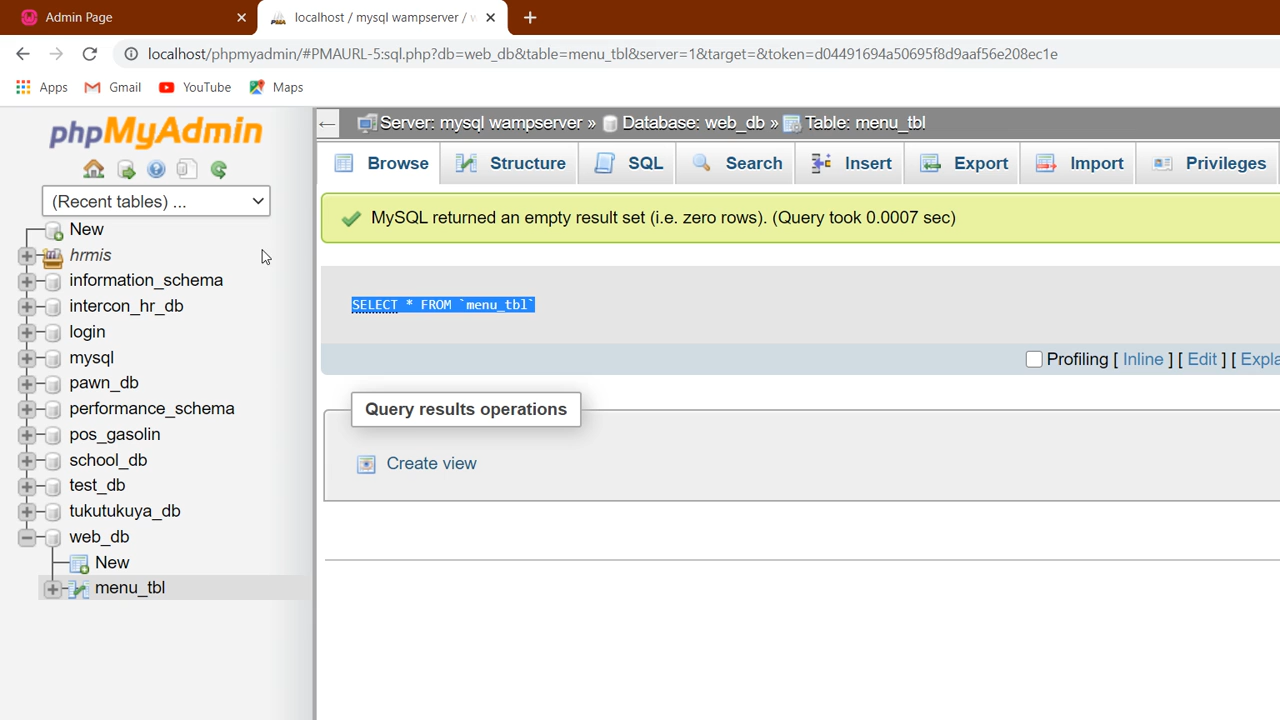 Admin Page
localhost / mysql wampserver / w
localhost/phpmyadmin/#PMAURL-5:sql.php?db=web_db&table=menu_tbl&server=1&target=&token=d04491694a50695f8d9aaf56e208ec1e
Apps Gmail YouTube Maps
phpMyAdmin
(Recent tables) ...
New
hrmis
information_schema
intercon_hr_db
login
mysql
pawn_db
performance_schema
pos_gasolin
school_db
test_db
tukutukuya_db
web_db
New
menu_tbl
Server: mysql wampserver » Database: web_db » Table: menu_tbl
Browse Structure SQL Search Insert Export Import Privileges
MySQL returned an empty result set (i.e. zero rows). (Query took 0.0007 sec)
SELECT * FROM `menu_tbl`
Profiling [ Inline ] [ Edit ] [ Expla
Query results operations
Create view